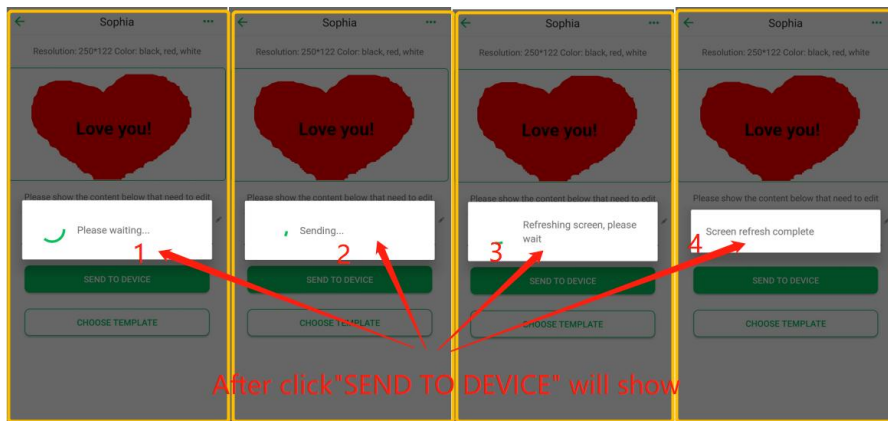 Sophia
Resolution: 250*122 Color: black, red, white
Love you!
Please show the content below that need to edit
Please waiting...
1
SEND TO DEVICE
CHOOSE TEMPLATE
Sophia
Resolution: 250*122 Color: black, red, white
Love you!
Please show the content below that need to edit
Sending...
2
SEND TO DEVICE
CHOOSE TEMPLATE
Sophia
Resolution: 250*122 Color: black, red, white
Love you!
Please show the content below that need to edit
Refreshing screen, please
wait
3
SEND TO DEVICE
CHOOSE TEMPLATE
Sophia
Resolution: 250*122 Color: black, red, white
Love you!
Please show the content below that need to edit
Screen refresh complete
4
SEND TO DEVICE
CHOOSE TEMPLATE
After click"SEND TO DEVICE" will show